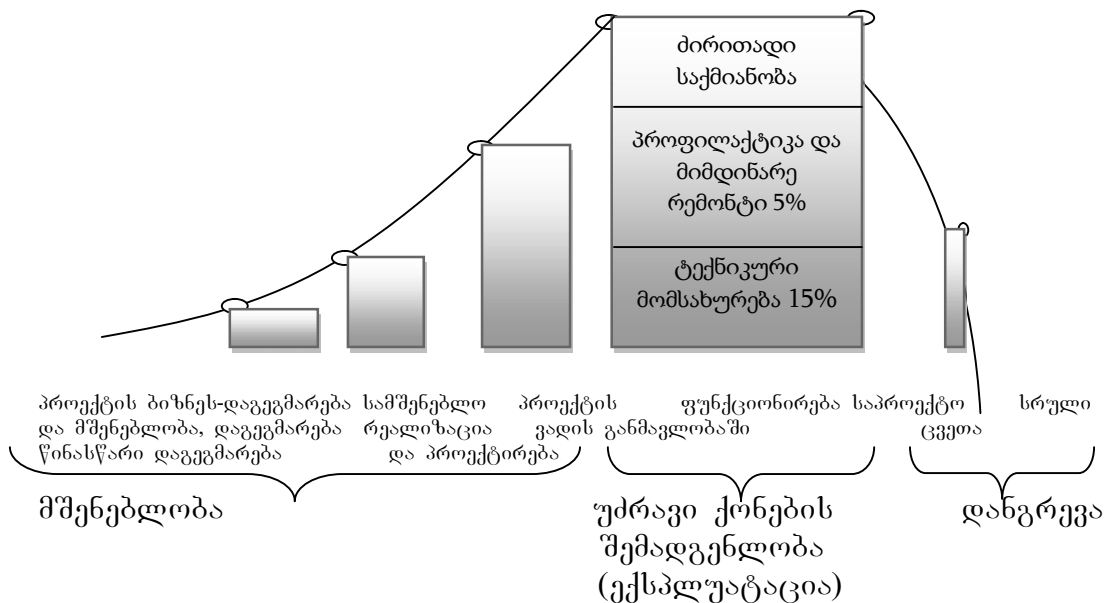 ძირითადი
საქმიანობა
პროფილაქტიკა და
მიმდინარე
რემონტი 5%
ტექნიკური
მომსახურება 15%
პროექტის ბიზნეს-დაგეგმარება სამშენებლო პროექტის ფუნქციონირება საპროექტო სრული
და მშენებლობა, დაგეგმარება რეალიზაცია ვადის განმავლობაში ცვეთა
წინასწარი დაგეგმარება და პროექტირება
მშენებლობა
უძრავი ქონების
შემადგენლობა
(ექსპლუატაცია)
დანგრევა